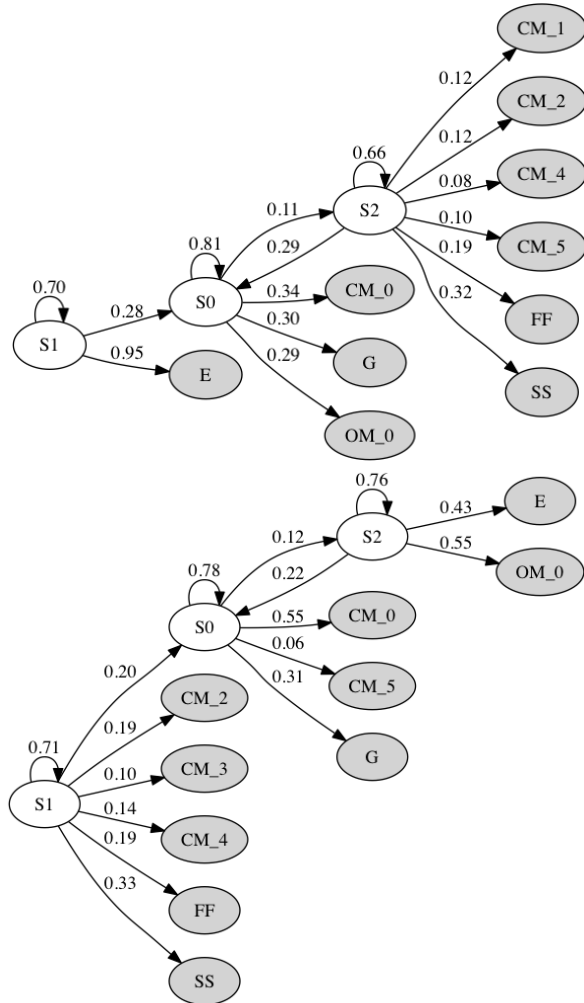 CM_1
0.12
CM_2
0.66
0.12
CM_4
0.08
S2
0.11
0.10
CM_5
0.81
0.29
0.19
0.34
CM_0
0.32
0.70
S0
0.28
0.30
FF
S1
0.95
0.29
G
E
SS
OM_0
0.76
E
0.43
0.12
S2
0.55
0.78
0.22
OM_0
S0
0.55
CM_0
0.06
0.20
0.31
CM_5
CM_2
0.71
0.19
G
0.10
CM_3
S1
0.14
0.19
CM_4
0.33
FF
SS